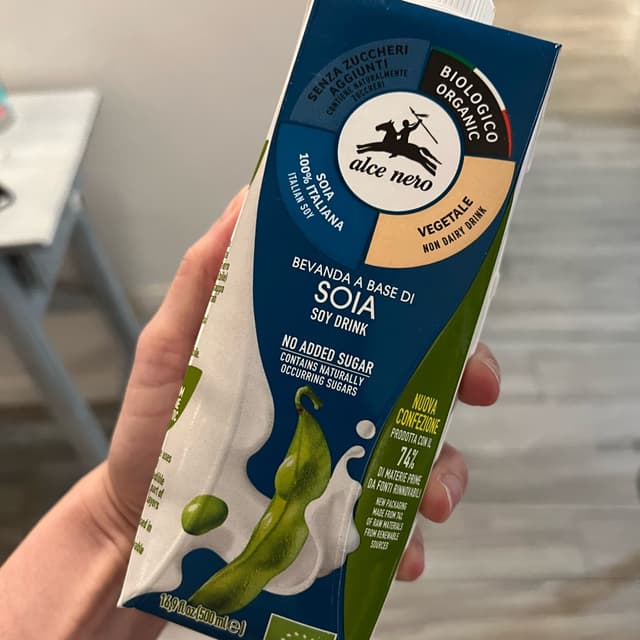 SENZA ZUCCHERI
AGGIUNTI
CONTIENE NATURALMENTE
ZUCCHERI
BIOLOGICO
ORGANIC
alce nero
SOIA
100% ITALIANA
ITALIAN SOY
VEGETALE
NON DAIRY DRINK
BEVANDA A BASE DI
SOIA
SOY DRINK
NO ADDED SUGAR
CONTAINS NATURALLY
OCCURRING SUGARS
NUOVA
CONFEZIONE
PRODOTTA CON IL
74%
DI MATERIE PRIME
DA FONTI RINNOVABILI
NEW PACKAGING
MADE FROM 74%
OF RAW MATERIALS
FROM RENEWABLE
SOURCES
16,9 fl.oz (500 ml ℮)